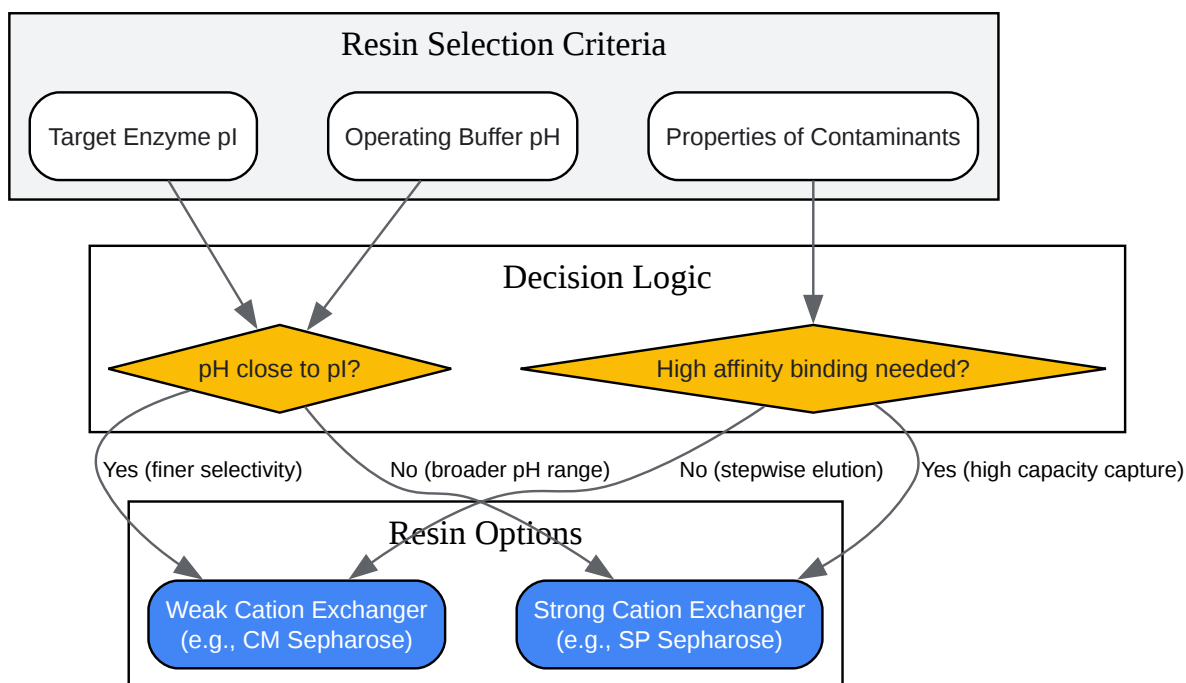 Resin Selection Criteria
Target Enzyme pI
Operating Buffer pH
Properties of Contaminants
Decision Logic
pH close to pI?
High affinity binding needed?
Yes (finer selectivity)
No (broader pH range)
No (stepwise elution)
Yes (high capacity capture)
Resin Options
Weak Cation Exchanger
(e.g., CM Sepharose)
Strong Cation Exchanger
(e.g., SP Sepharose)